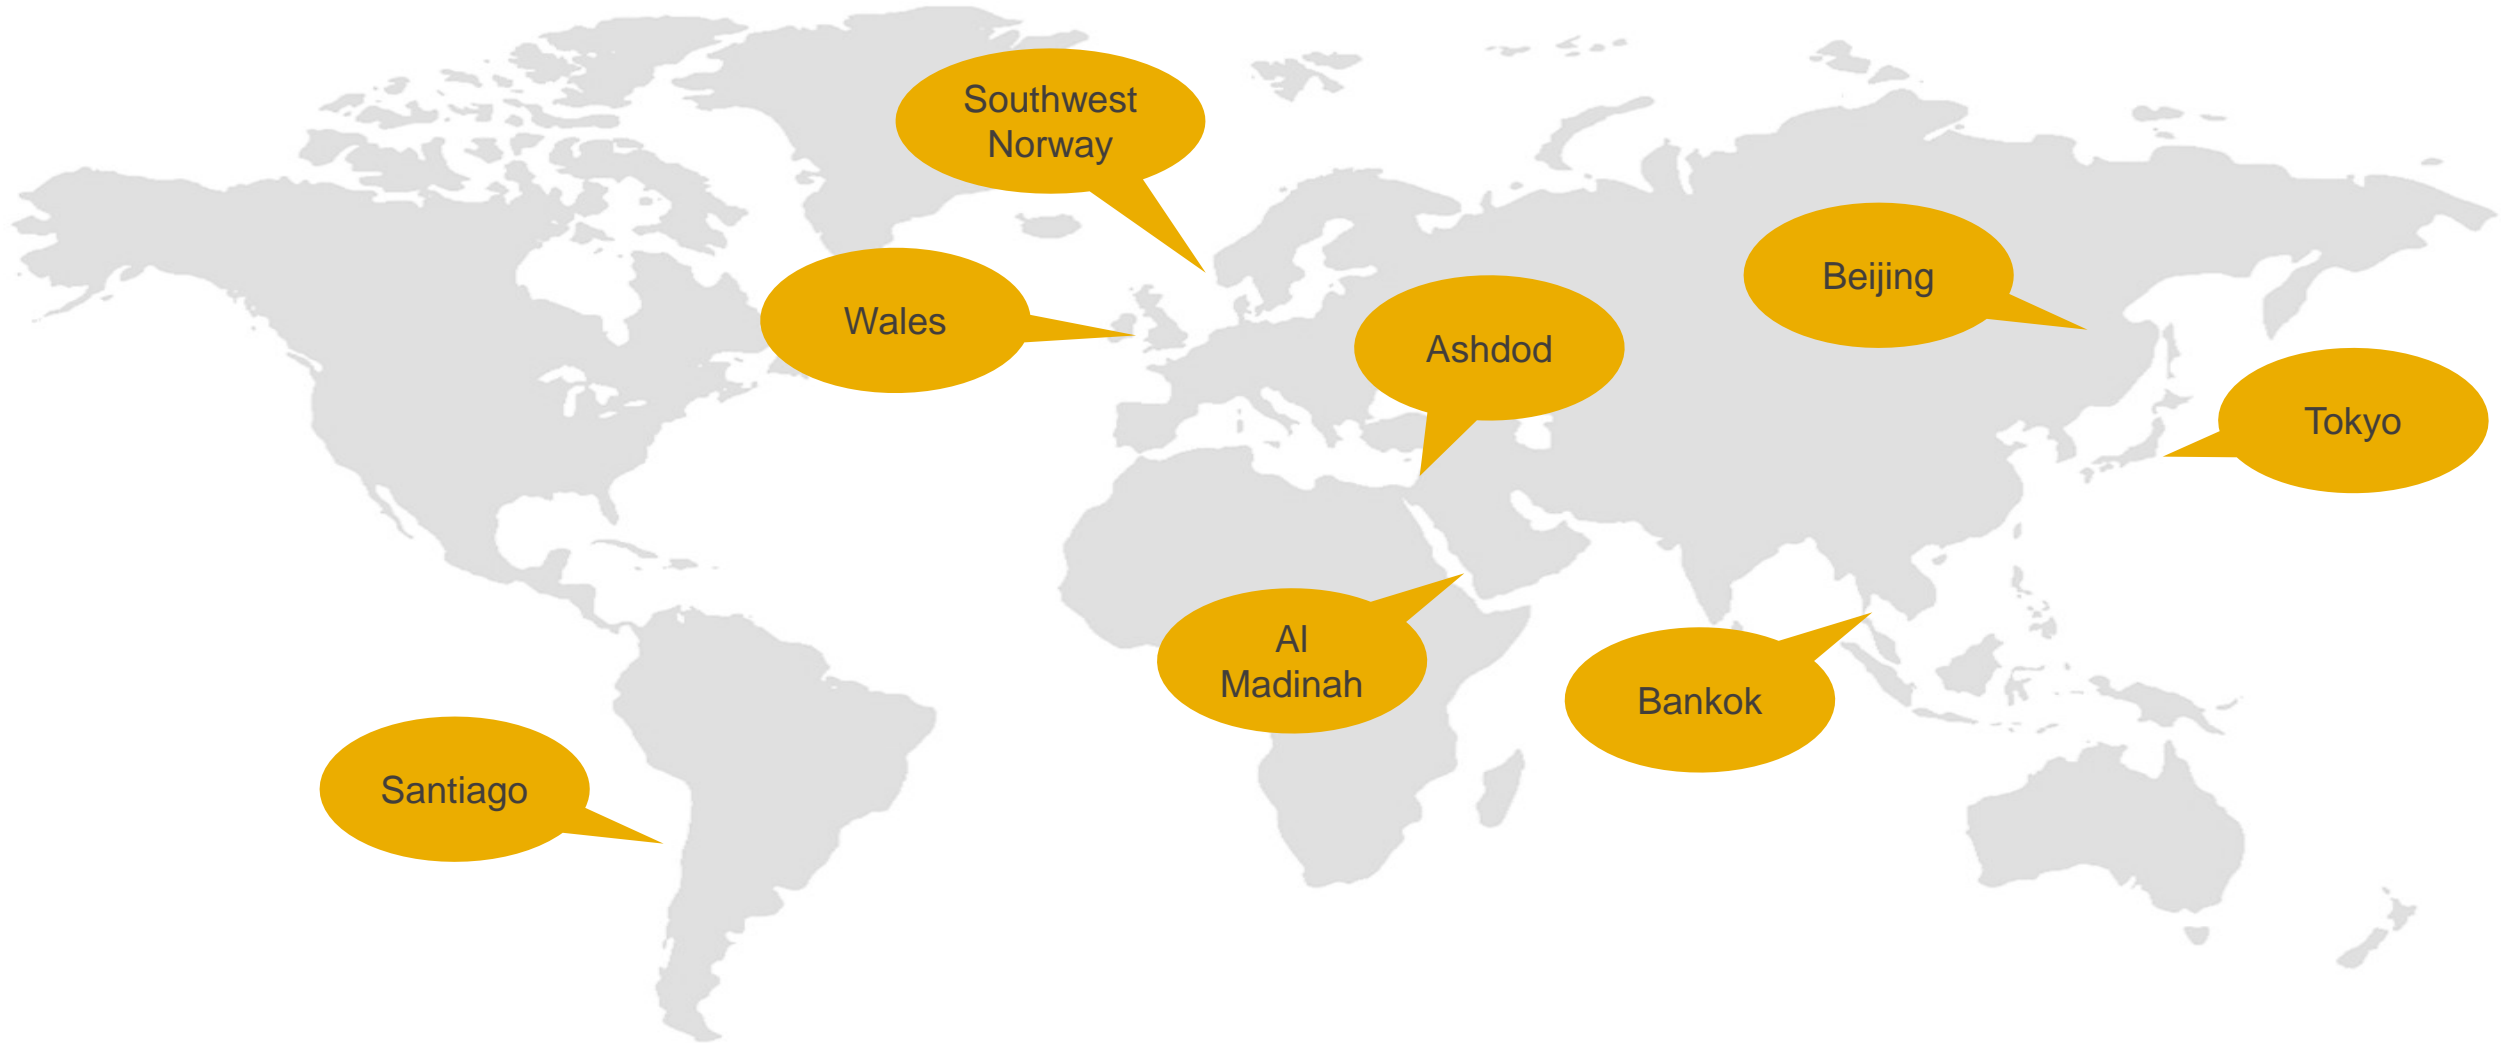 Southwest
Norway
Wales
Beijing
Ashdod
Tokyo
Al
Madinah
Bankok
Santiago